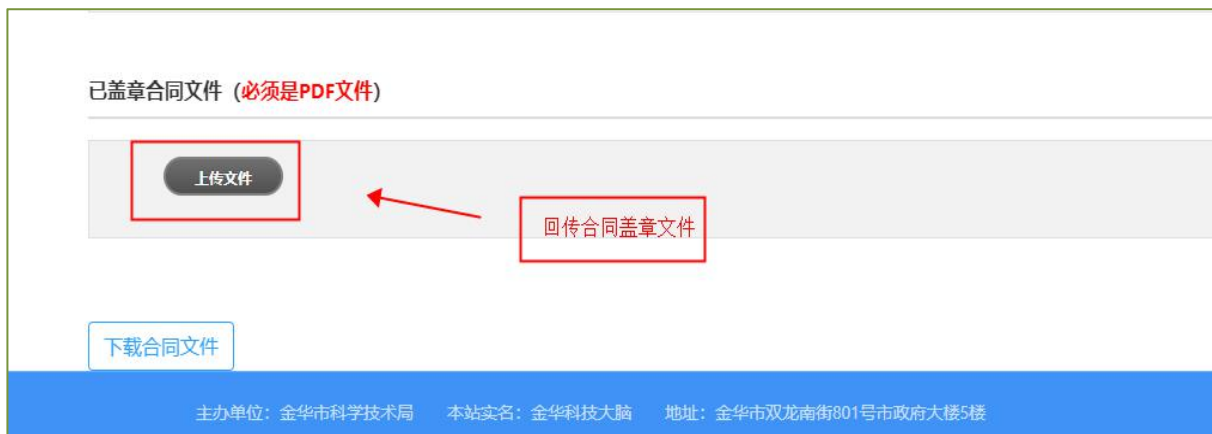 已盖章合同文件（必须是PDF文件）
上传文件
回传合同盖章文件
下载合同文件
主办单位：金华市科学技术局 本站实名：金华科技大脑 地址：金华市双龙南街801号市政府大楼5楼